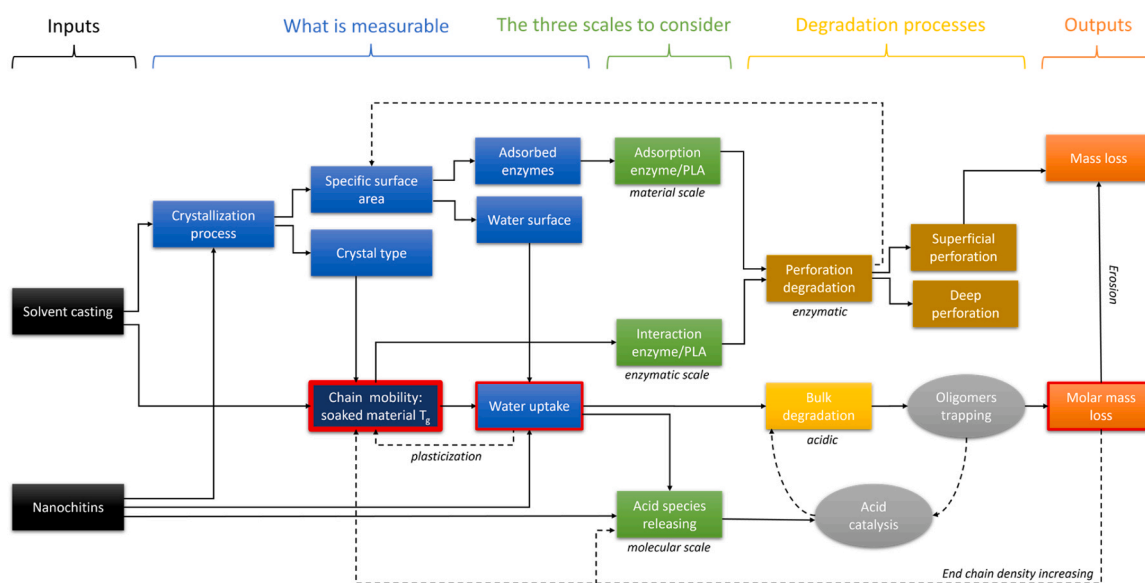 Inputs
What is measurable
The three scales to consider
Degradation processes
Outputs
Adsorbed
enzymes
Adsorption
enzyme/PLA
material scale
Mass loss
Specific surface
area
Crystallization
process
Water surface
Crystal type
Superficial
perforation
Perforation
degradation
enzymatic
Deep
perforation
Erosion
Solvent casting
Interaction
enzyme/PLA
enzymatic scale
Chain mobility:
soaked material Tg
Water uptake
plasticization
Bulk
degradation
acidic
Oligomers
trapping
Molar mass
loss
Nanochitins
Acid species
releasing
molecular scale
Acid
catalysis
End chain density increasing